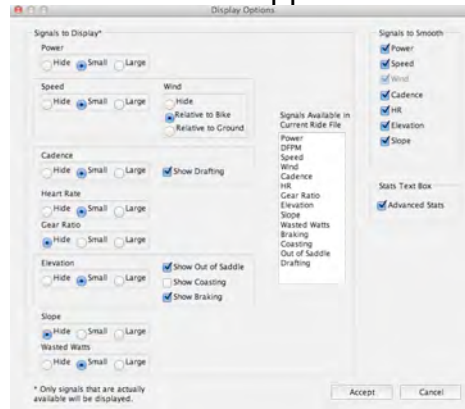 Display Options
Signals to Display*
Power
Hide Small Large
Speed
Hide Small Large
Wind
Hide
Relative to Bike
Relative to Ground
Cadence
Hide Small Large
Show Drafting
Heart Rate
Hide Small Large
Gear Ratio
Hide Small Large
Elevation
Hide Small Large
Show Out of Saddle
Show Coasting
Show Braking
Slope
Hide Small Large
Wasted Watts
Hide Small Large
* Only signals that are actually
available will be displayed.
Signals Available in
Current Ride File
Power
DFPM
Speed
Wind
Cadence
HR
Gear Ratio
Elevation
Slope
Wasted Watts
Braking
Coasting
Out of Saddle
Drafting
Signals to Smooth
Power
Speed
Wind
Cadence
HR
Elevation
Slope
Stats Text Box
Advanced Stats
Accept Cancel